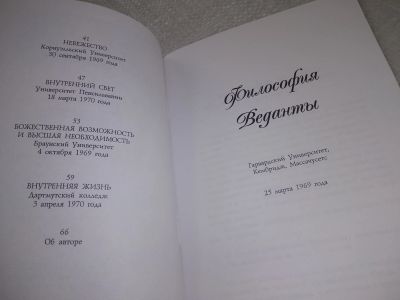 41
НЕВЕЖЕСТВО
Корнуэльский Университет
30 сентября 1969 года
47
ВНУТРЕННИЙ СВЕТ
Университет Пенсильвании
18 марта 1970 года
53
БОЖЕСТВЕННАЯ ВОЗМОЖНОСТЬ
И ВЫСШАЯ НЕОБХОДИМОСТЬ
Браунский Университет
4 октября 1969 года
59
ВНУТРЕННЯЯ ЖИЗНЬ
Дартмутский колледж
3 апреля 1970 года
66
Об авторе
Философия
Веданты
Гарвардский Университет,
Кембридж, Массачусетс
25 марта 1969 года